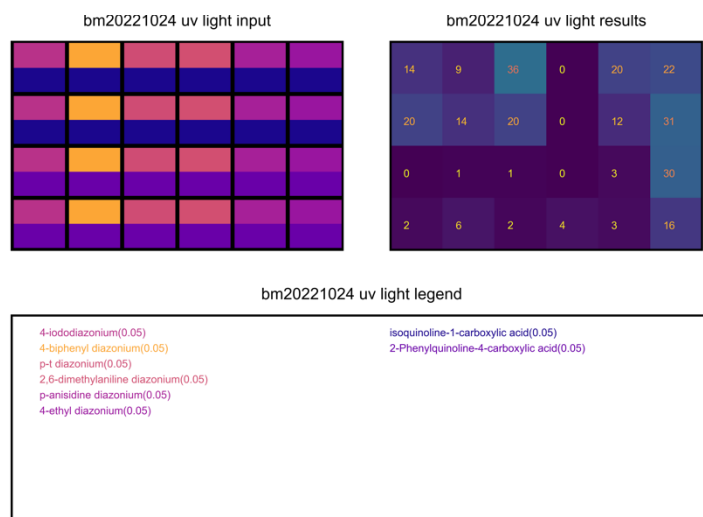 bm20221024 uv light input
bm20221024 uv light results
14 9 36 0 20 22
20 14 20 0 12 31
0 1 1 0 3 30
2 6 2 4 3 16
bm20221024 uv light legend
4-iododiazonium(0.05)
4-biphenyl diazonium(0.05)
p-t diazonium(0.05)
2,6-dimethylaniline diazonium(0.05)
p-anisidine diazonium(0.05)
4-ethyl diazonium(0.05)
isoquinoline-1-carboxylic acid(0.05)
2-Phenylquinoline-4-carboxylic acid(0.05)